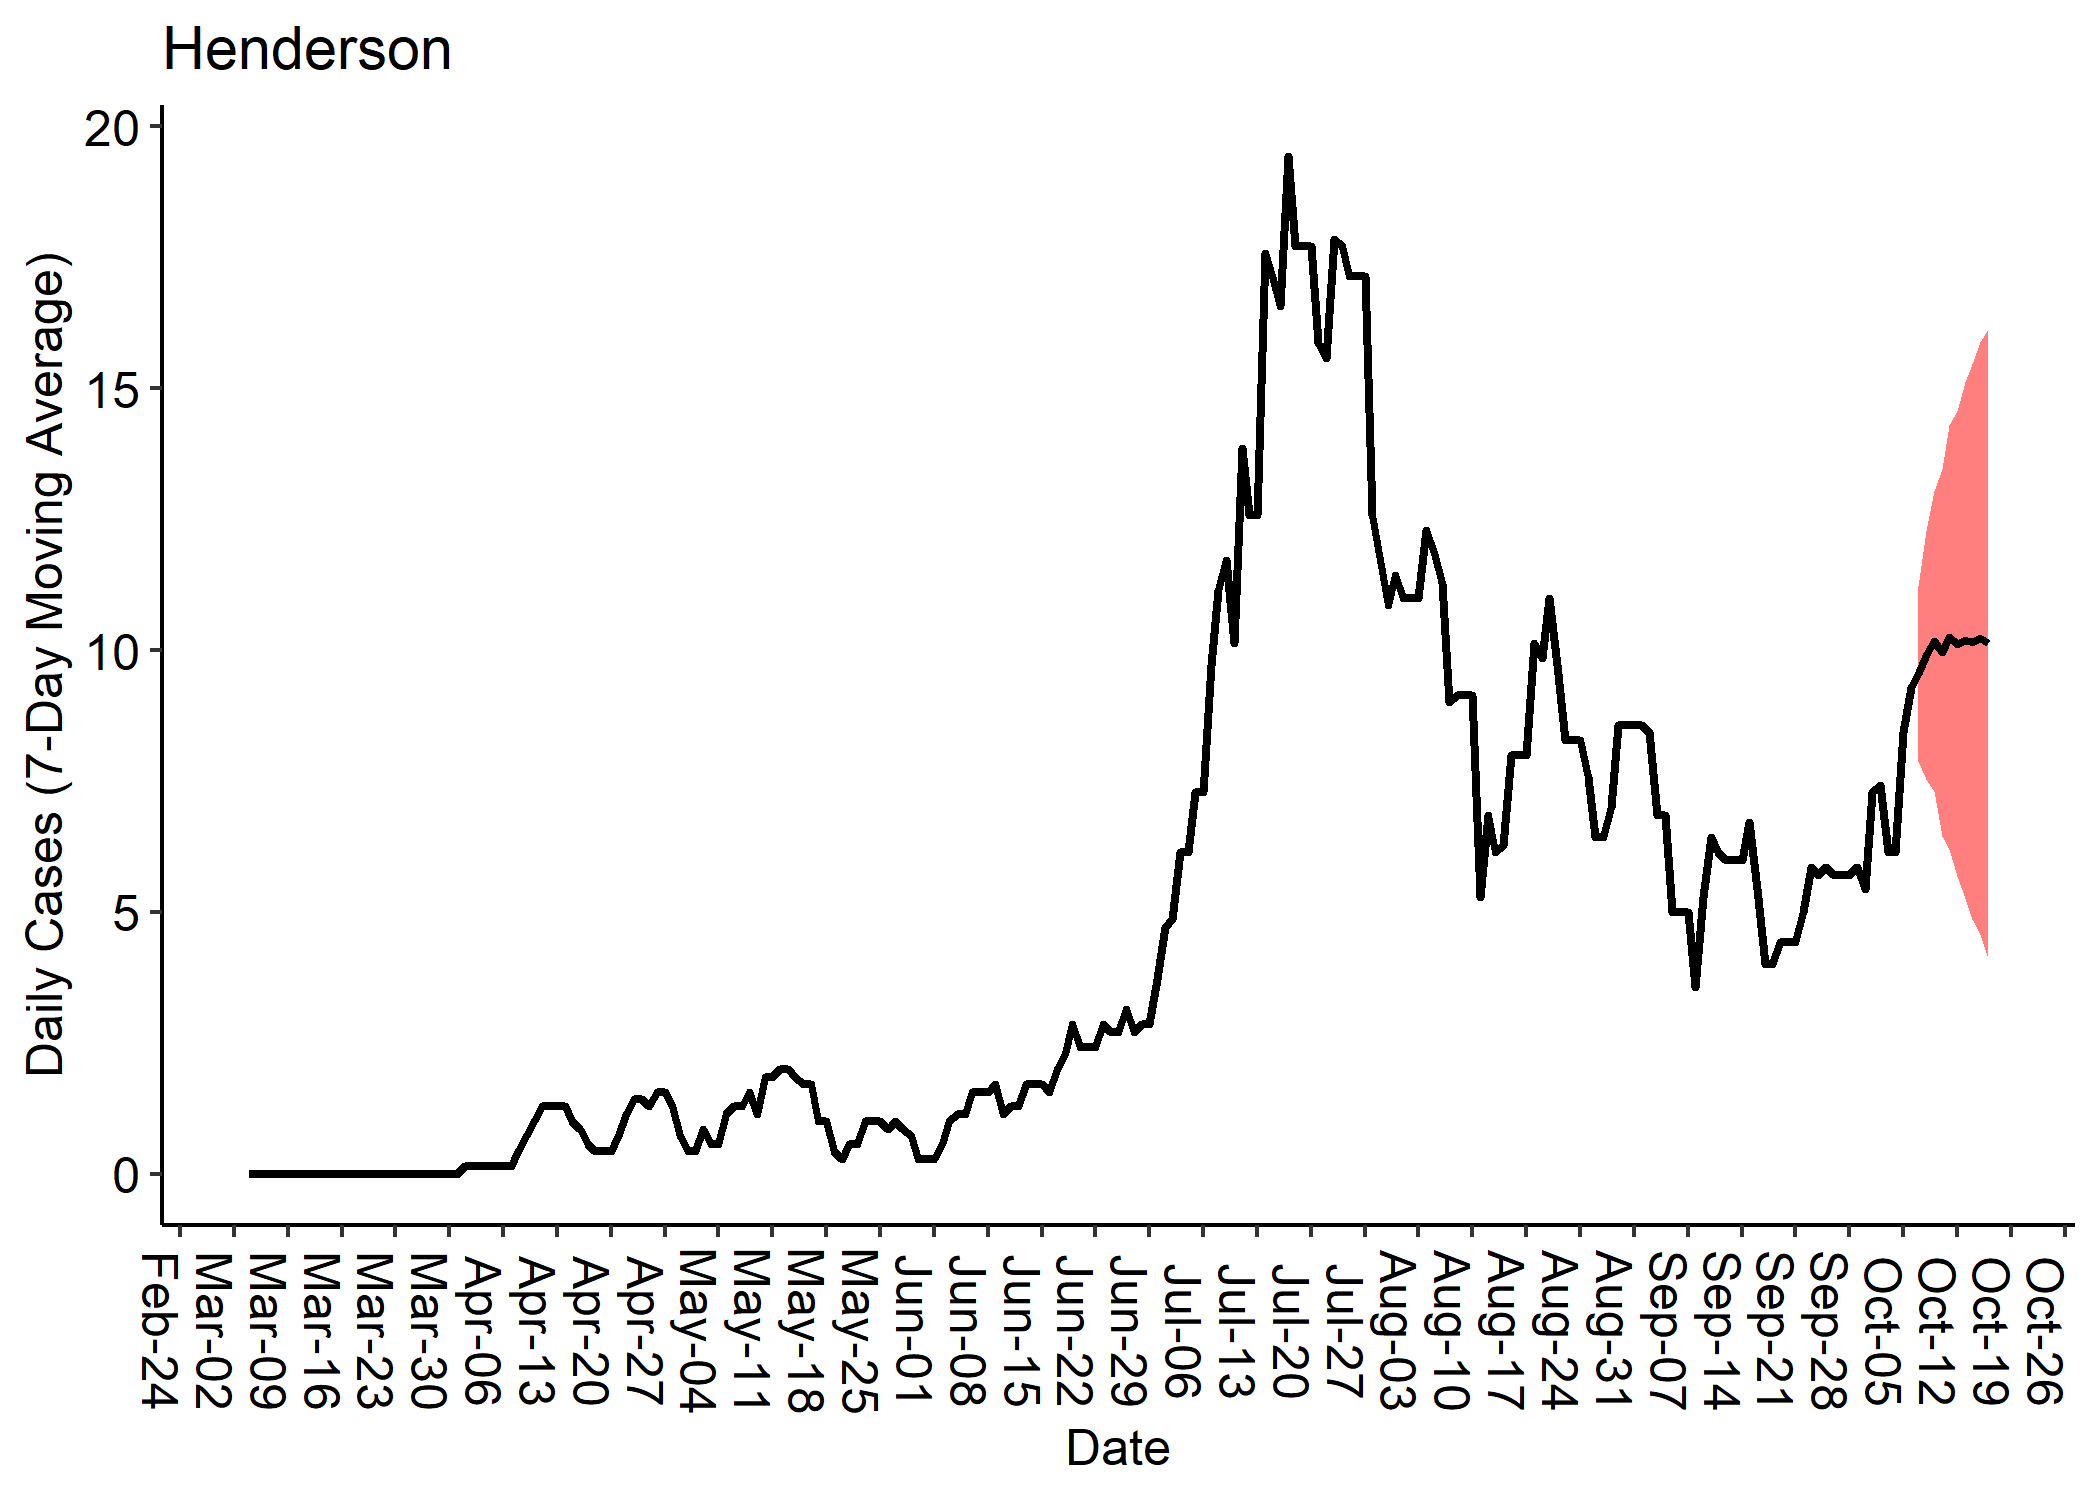 Henderson
Daily Cases (7-Day Moving Average)
20
15
10
5
0
Feb-24
Mar-02
Mar-09
Mar-16
Mar-23
Mar-30
Apr-06
Apr-13
Apr-20
Apr-27
May-04
May-11
May-18
May-25
Jun-01
Jun-08
Jun-15
Jun-22
Jun-29
Jul-06
Jul-13
Jul-20
Jul-27
Aug-03
Aug-10
Aug-17
Aug-24
Aug-31
Sep-07
Sep-14
Sep-21
Sep-28
Oct-05
Oct-12
Oct-19
Oct-26
Date